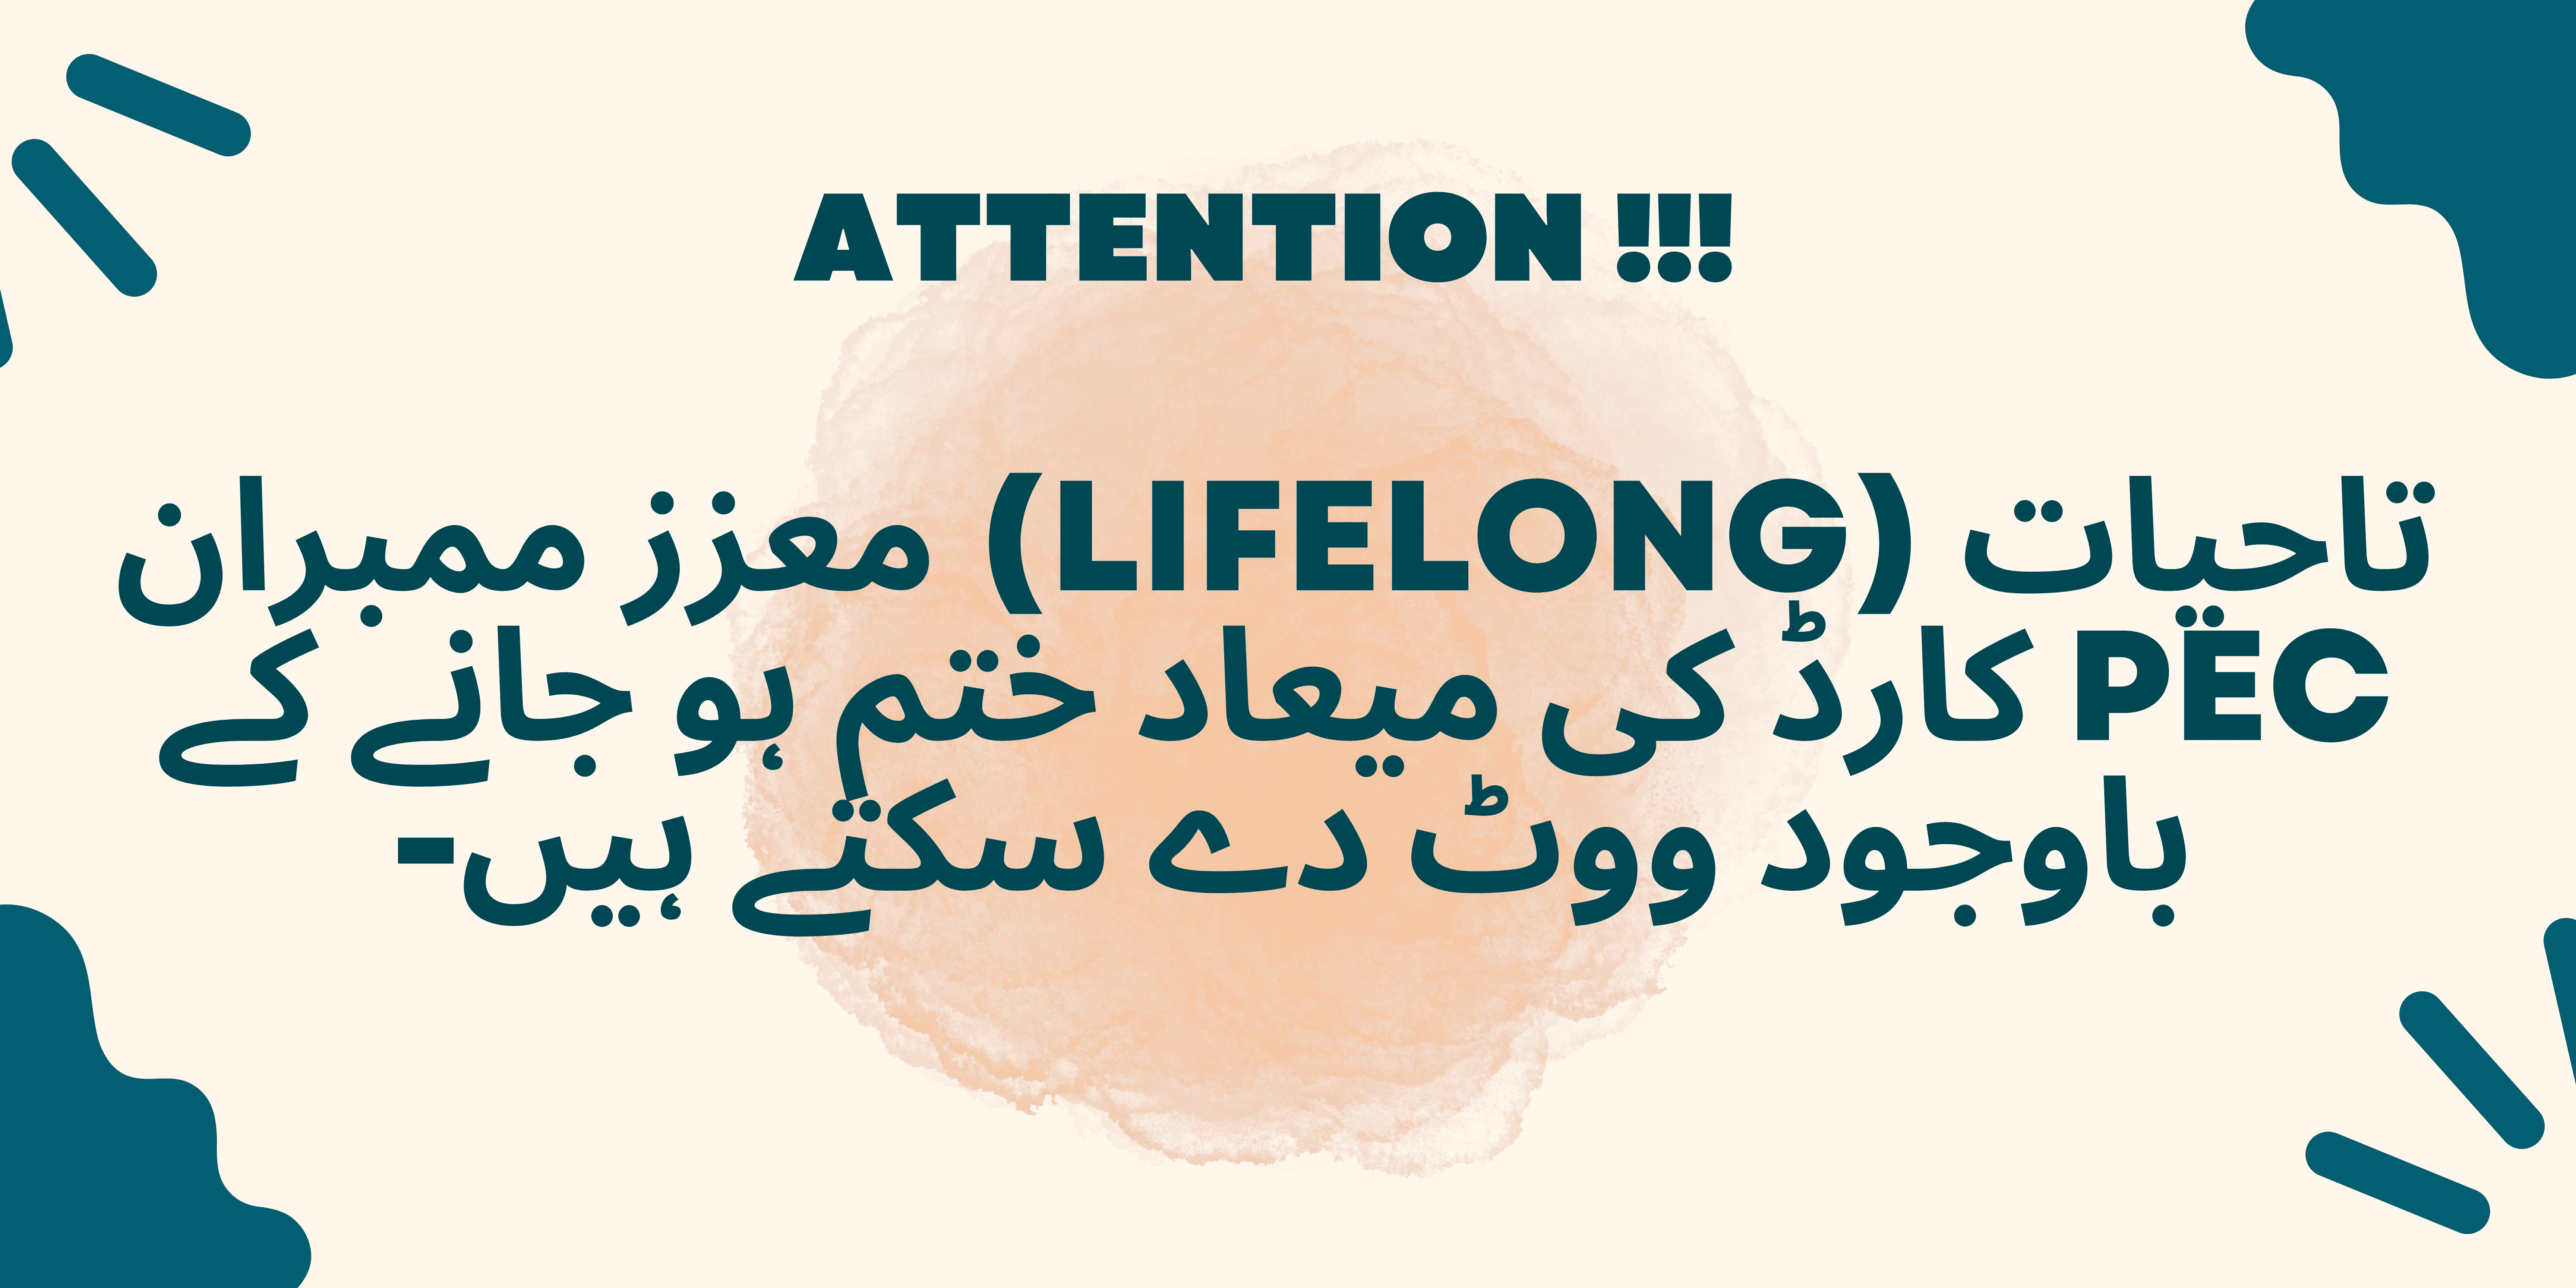 ATTENTION !!!
تاحیات (LIFELONG) معزز ممبران
PEC کارڈ کی میعاد ختم ہو جانے کے
باوجود ووٹ دے سکتے ہیں-